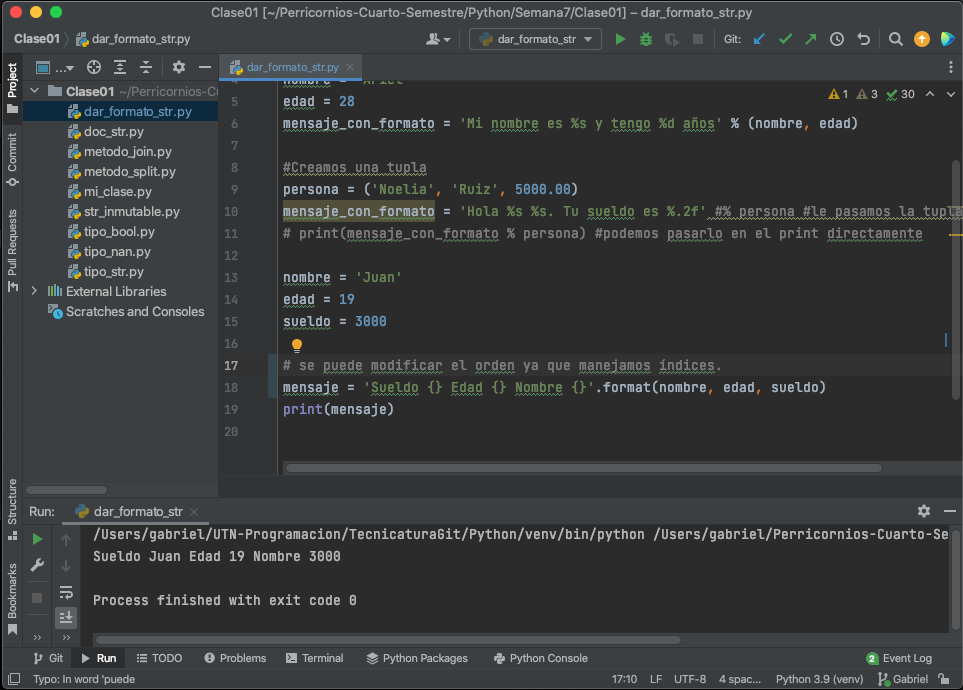 Clase01 [~/Perricornios-Cuarto-Semestre/Python/Semana7/Clase01] – dar_formato_str.py
Clase01 dar_formato_str.py
dar_formato_str
Git:
Project
Commit
Pull Requests
Structure
Bookmarks
...
dar_formato_str.py
Clase01 ~/Perricornios-C
dar_formato_str.py
doc_str.py
metodo_join.py
metodo_split.py
mi_clase.py
str_inmutable.py
tipo_bool.py
tipo_nan.py
tipo_str.py
External Libraries
Scratches and Consoles
1 3 30
4 nombre = 'Ariel'
5 edad = 28
6 mensaje_con_formato = 'Mi nombre es %s y tengo %d años' % (nombre, edad)
7
8 #Creamos una tupla
9 persona = ('Noelia', 'Ruiz', 5000.00)
10 mensaje_con_formato = 'Hola %s %s. Tu sueldo es %.2f' #% persona #le pasamos la tupla
11 # print(mensaje_con_formato % persona) #podemos pasarlo en el print directamente
12
13 nombre = 'Juan'
14 edad = 19
15 sueldo = 3000
16
17 # se puede modificar el orden ya que manejamos índices.
18 mensaje = 'Sueldo {} Edad {} Nombre {}'.format(nombre, edad, sueldo)
19 print(mensaje)
20
Run: dar_formato_str
/Users/gabriel/UTN-Programacion/TecnicaturaGit/Python/venv/bin/python /Users/gabriel/Perricornios-Cuarto-Se
Sueldo Juan Edad 19 Nombre 3000
Process finished with exit code 0
Git Run TODO Problems Terminal Python Packages Python Console 2 Event Log
Typo: In word 'puede 17:10 LF UTF-8 4 spac... Python 3.9 (venv) Gabriel